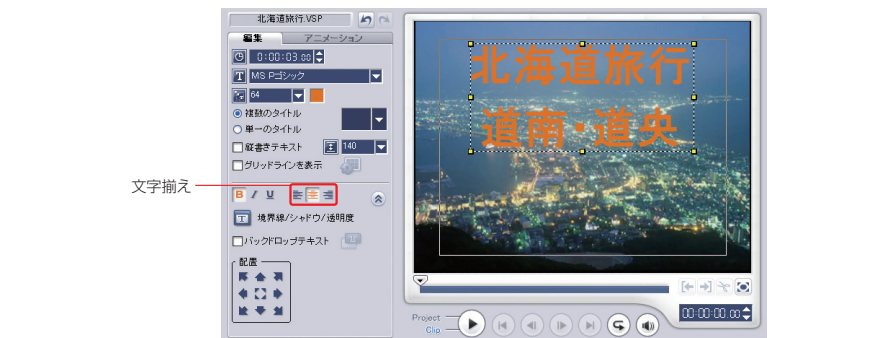 北海道旅行.VSP
編集 アニメーション
0:00:03.00
MS Pゴシック
64
複数のタイトル
単一のタイトル
縦書きテキスト 140
グリッドラインを表示
文字揃え
B I U
境界線/シャドウ/透明度
バックドロップテキスト
配置
北海道旅行
道南・道央
Project
Clip
00:00:00.00